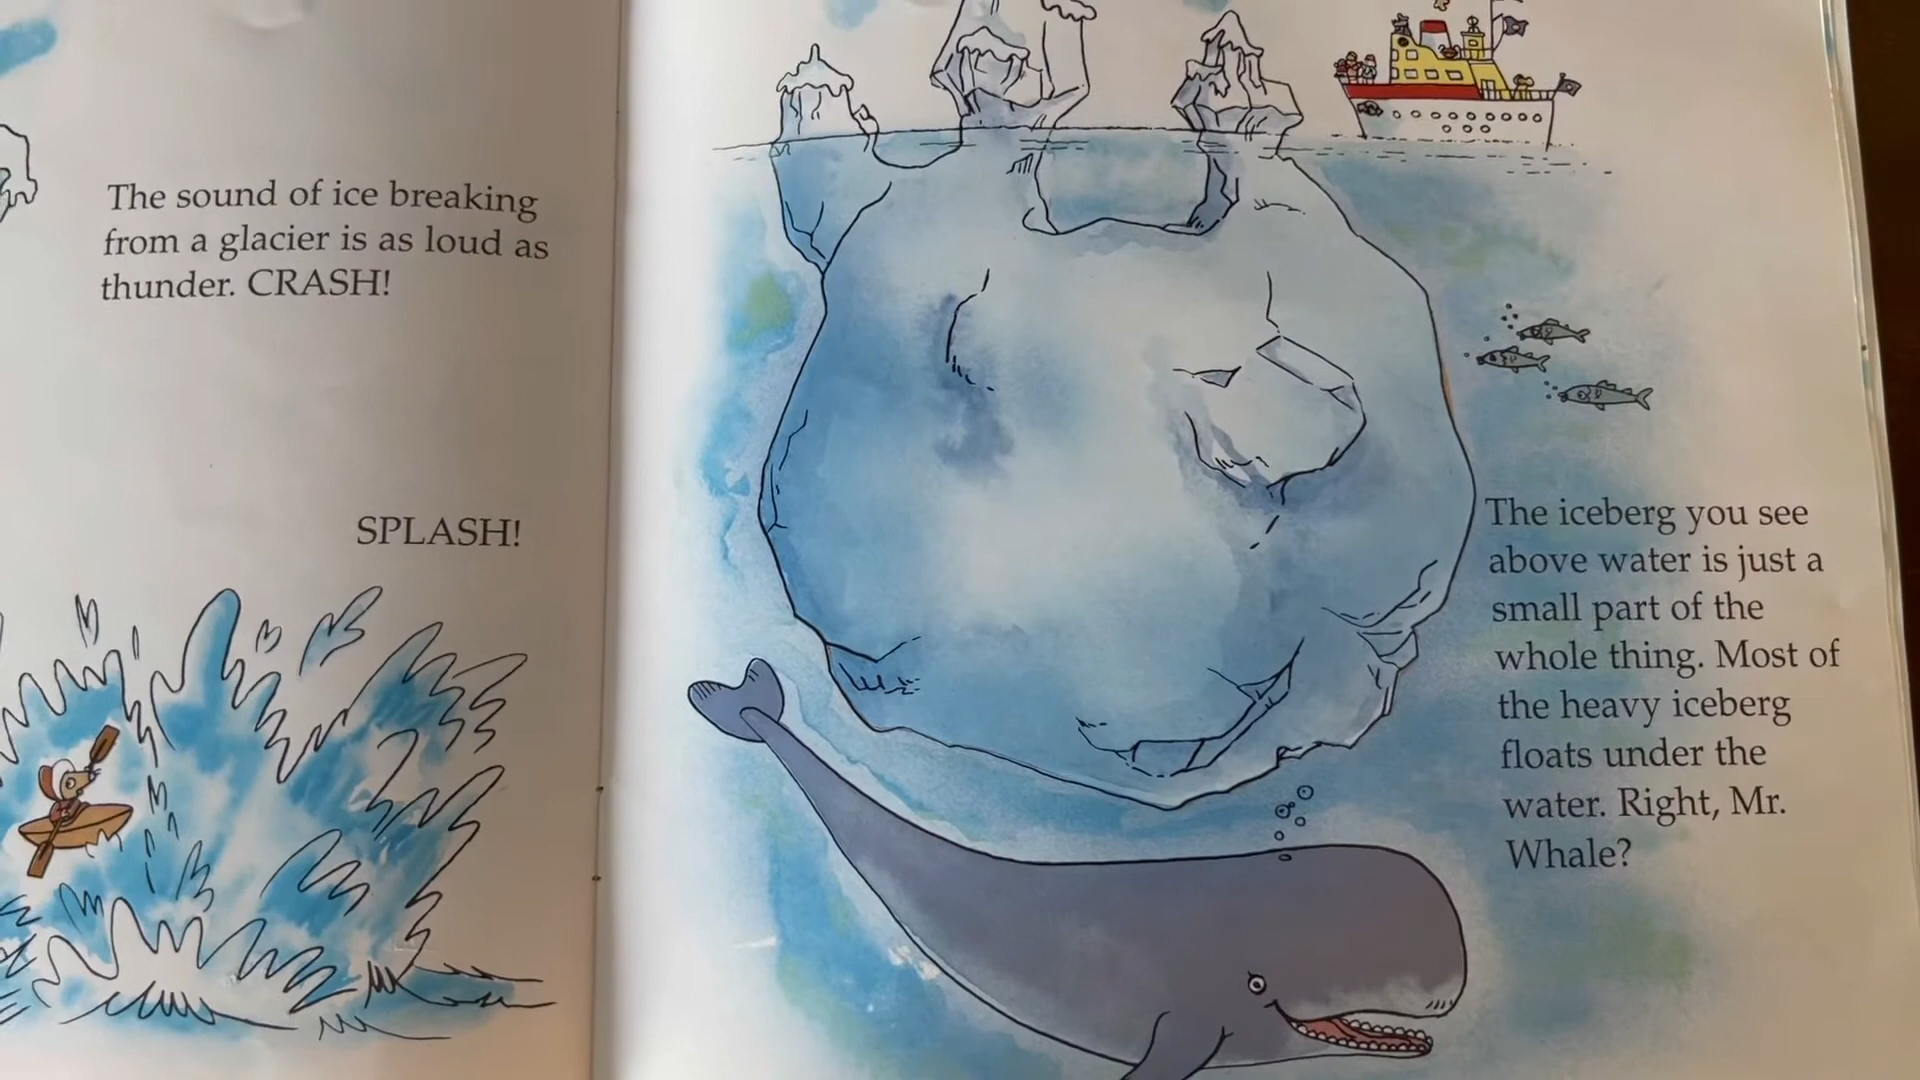 The sound of ice breaking
from a glacier is as loud as
thunder. CRASH!
SPLASH!
The iceberg you see
above water is just a
small part of the
whole thing. Most of
the heavy iceberg
floats under the
water. Right, Mr.
Whale?